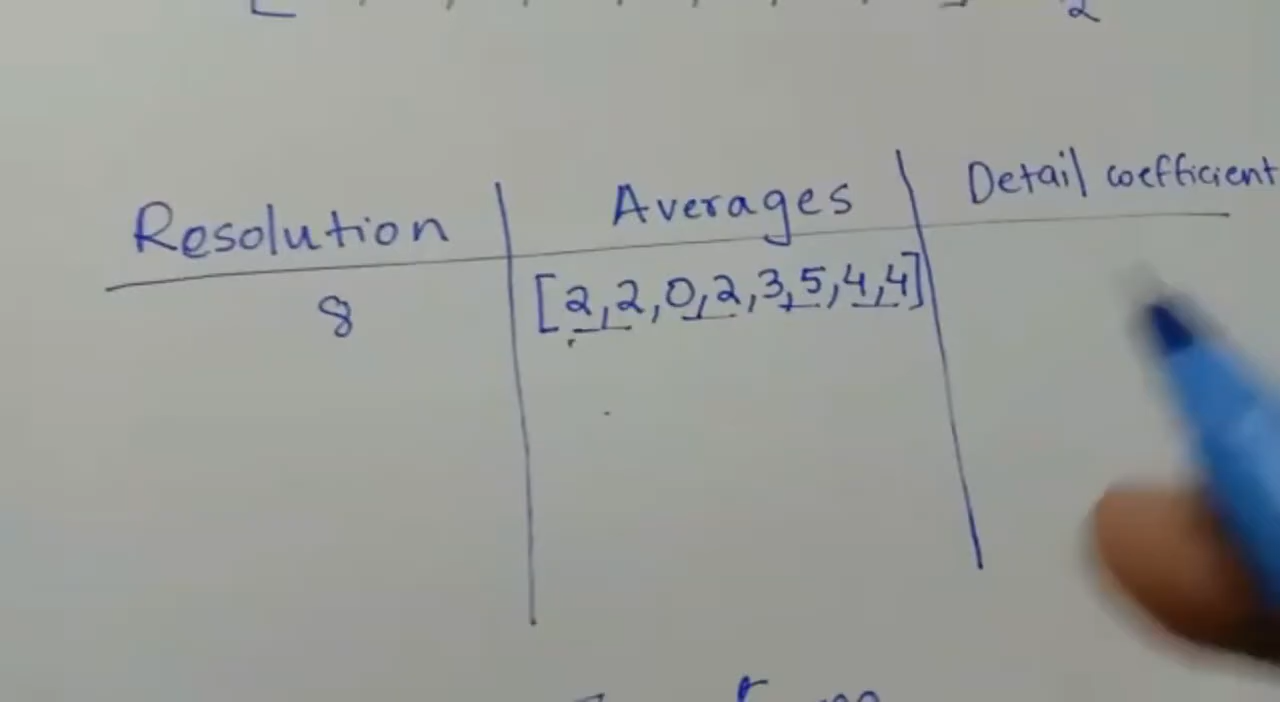 Resolution | Averages | Detail coefficient
8 [2,2,0,2,3,5,4,4]